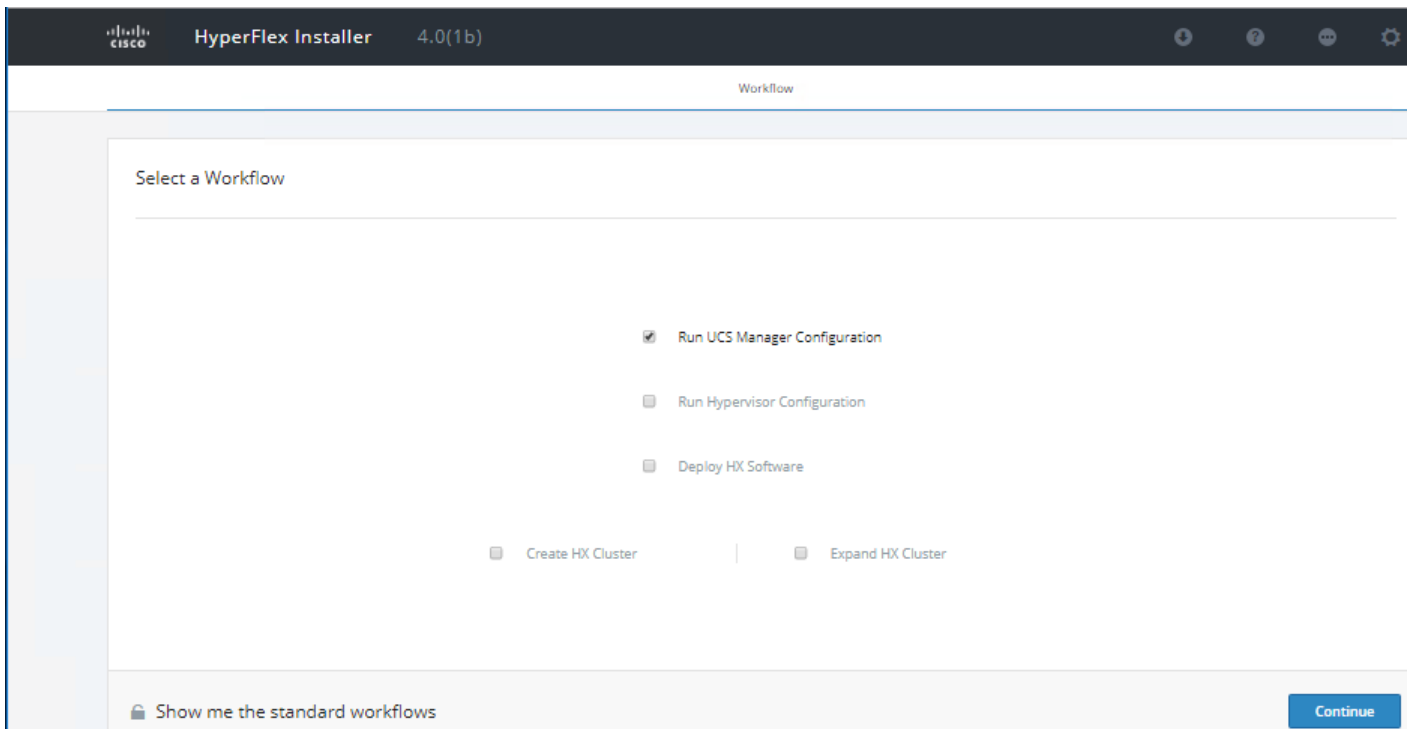 cisco HyperFlex Installer 4.0(1b)
Workflow
Select a Workflow
Run UCS Manager Configuration
Run Hypervisor Configuration
Deploy HX Software
Create HX Cluster Expand HX Cluster
Show me the standard workflows Continue